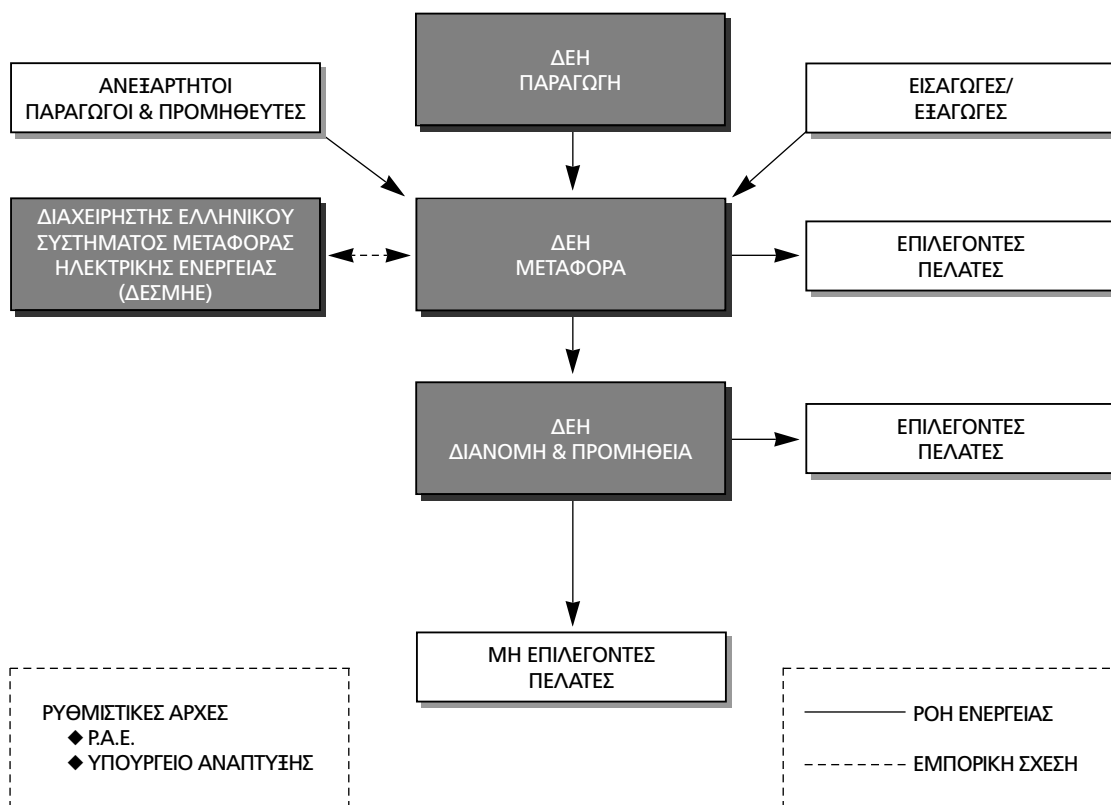 ΔΕΗ
ΠΑΡΑΓΩΓΗ
ΑΝΕΞΑΡΤΗΤΟΙ
ΠΑΡΑΓΩΓΟΙ & ΠΡΟΜΗΘΕΥΤΕΣ
ΕΙΣΑΓΩΓΕΣ/
ΕΞΑΓΩΓΕΣ
ΔΙΑΧΕΙΡΗΣΤΗΣ ΕΛΛΗΝΙΚΟΥ
ΣΥΣΤΗΜΑΤΟΣ ΜΕΤΑΦΟΡΑΣ
ΗΛΕΚΤΡΙΚΗΣ ΕΝΕΡΓΕΙΑΣ
(ΔΕΣΜΗΕ)
ΔΕΗ
ΜΕΤΑΦΟΡΑ
ΕΠΙΛΕΓΟΝΤΕΣ
ΠΕΛΑΤΕΣ
ΔΕΗ
ΔΙΑΝΟΜΗ & ΠΡΟΜΗΘΕΙΑ
ΕΠΙΛΕΓΟΝΤΕΣ
ΠΕΛΑΤΕΣ
ΜΗ ΕΠΙΛΕΓΟΝΤΕΣ
ΠΕΛΑΤΕΣ
ΡΥΘΜΙΣΤΙΚΕΣ ΑΡΧΕΣ
◆ Ρ.Α.Ε.
◆ ΥΠΟΥΡΓΕΙΟ ΑΝΑΠΤΥΞΗΣ
ΡΟΗ ΕΝΕΡΓΕΙΑΣ
ΕΜΠΟΡΙΚΗ ΣΧΕΣΗ